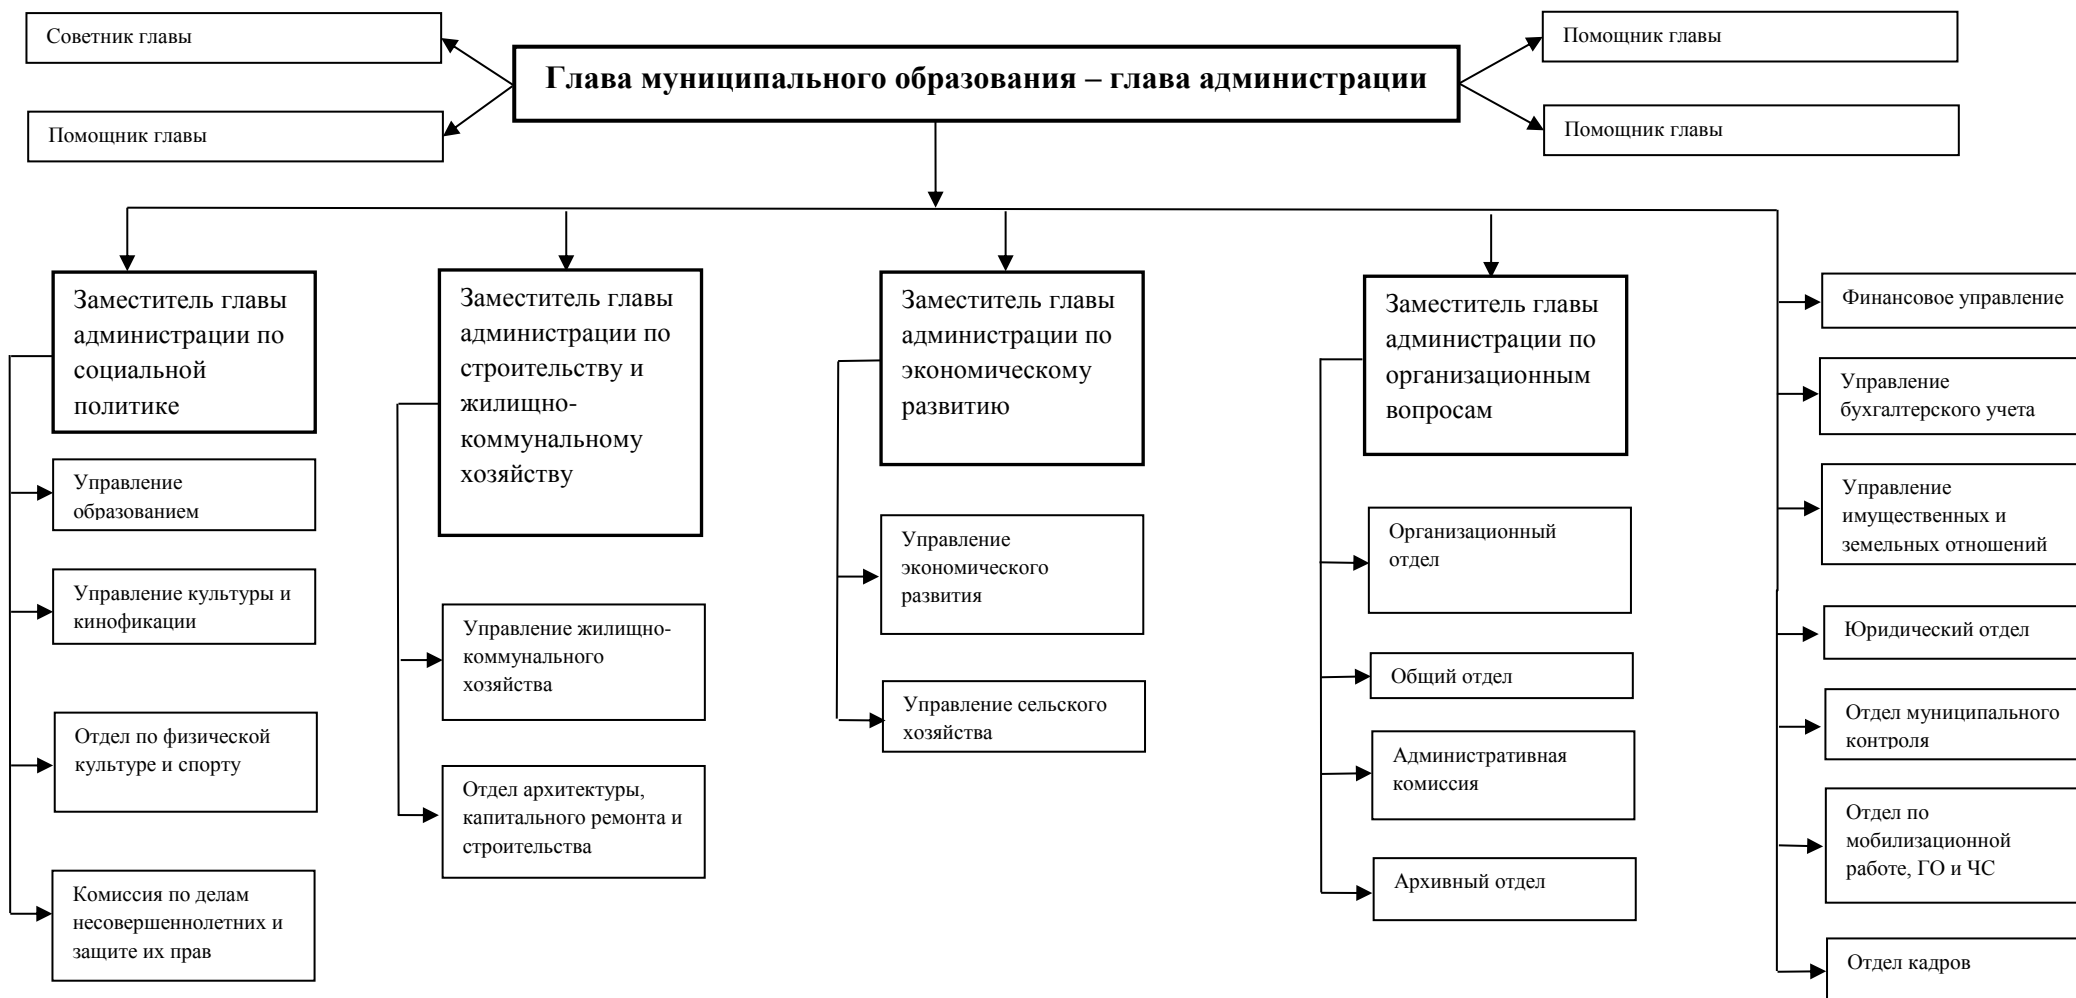 Советник главы
Помощник главы
Глава муниципального образования – глава администрации
Помощник главы
Помощник главы
Заместитель главы
администрации по
социальной
политике
Управление
образованием
Управление культуры и
кинофикации
Отдел по физической
культуре и спорту
Комиссия по делам
несовершеннолетних и
защите их прав
Заместитель главы
администрации по
строительству и
жилищно-
коммунальному
хозяйству
Управление жилищно-
коммунального
хозяйства
Отдел архитектуры,
капитального ремонта и
строительства
Заместитель главы
администрации по
экономическому
развитию
Управление
экономического
развития
Управление сельского
хозяйства
Заместитель главы
администрации по
организационным
вопросам
Организационный
отдел
Общий отдел
Административная
комиссия
Архивный отдел
Финансовое управление
Управление
бухгалтерского учета
Управление
имущественных и
земельных отношений
Юридический отдел
Отдел муниципального
контроля
Отдел по
мобилизационной
работе, ГО и ЧС
Отдел кадров